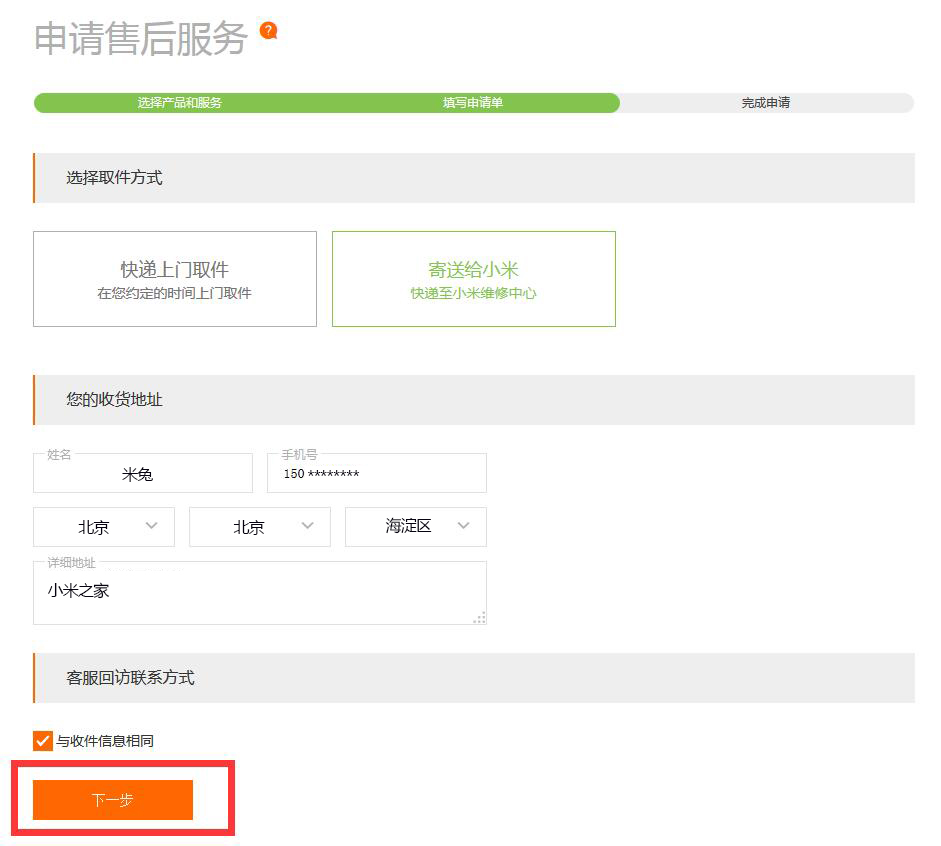 申请售后服务 ?
选择产品和服务 填写申请单 完成申请
选择取件方式
快递上门取件 寄送给小米
在您约定的时间上门取件 快递至小米维修中心
您的收货地址
姓名 手机号
米兔 150 ********
北京 北京 海淀区
详细地址
小米之家
客服回访联系方式
与收件信息相同
下一步